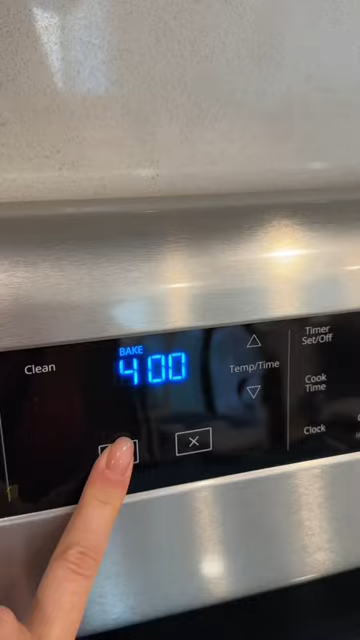 Clean
BAKE
400
Temp/Time
Timer
Set/Off
Cook
Time
Clock